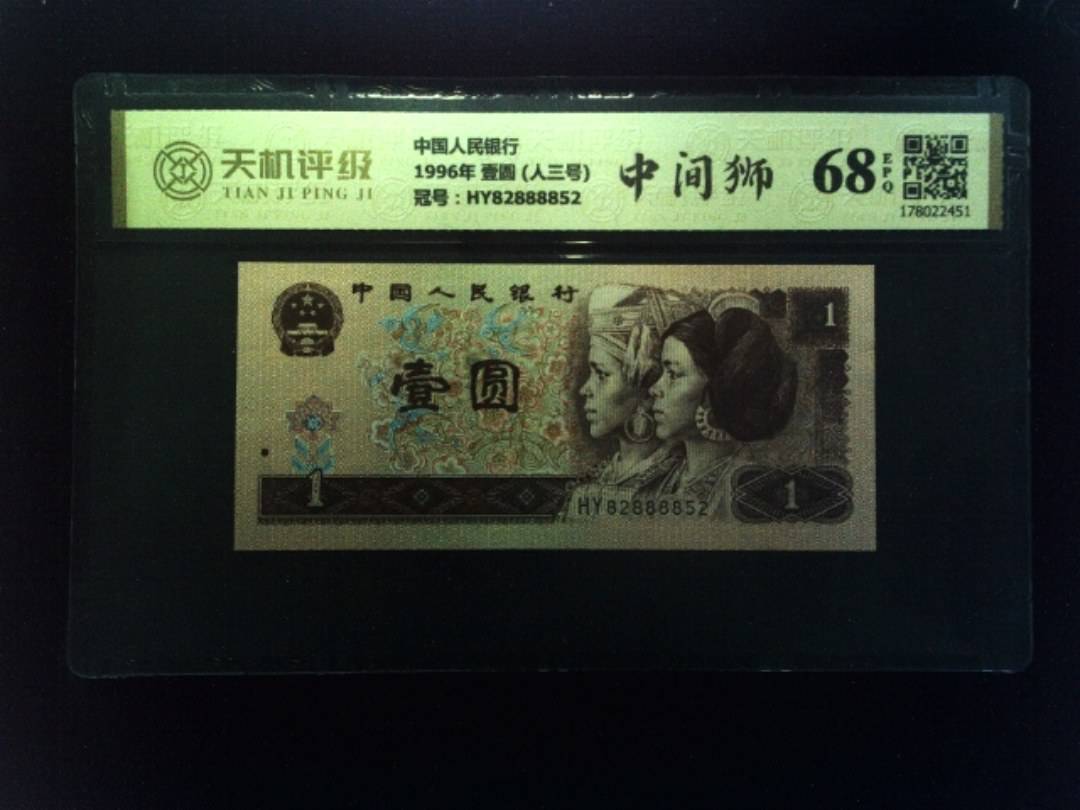 天机评级
TIAN JI PING JI
中国人民银行
1996年 壹圆 (人三号)
冠号：HY82888852
中间狮
68
EPQ
178022451
中国人民银行
1
壹圆
1
HY82888852
1